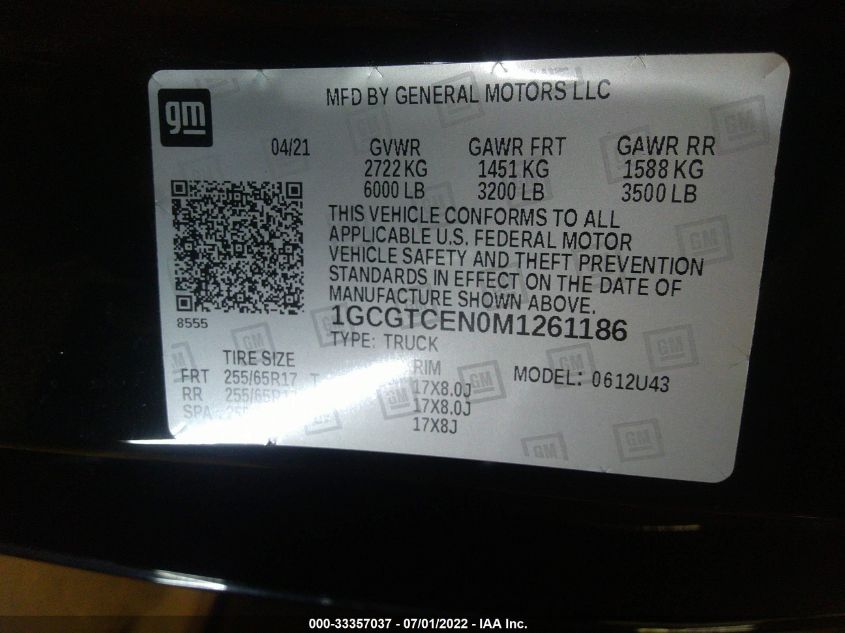 gm
MFD BY GENERAL MOTORS LLC
04/21 GVWR GAWR FRT GAWR RR
2722 KG 1451 KG 1588 KG
6000 LB 3200 LB 3500 LB
THIS VEHICLE CONFORMS TO ALL
APPLICABLE U.S. FEDERAL MOTOR
VEHICLE SAFETY AND THEFT PREVENTION
STANDARDS IN EFFECT ON THE DATE OF
MANUFACTURE SHOWN ABOVE.
8555
1GCGTCEN0M1261186
TYPE: TRUCK
TIRE SIZE RIM MODEL: 0612U43
FRT 255/65R17 T 17X8.0J
RR 255/65R17 17X8.0J
SPA 17X8J
000-33357037 - 07/01/2022 - IAA Inc.